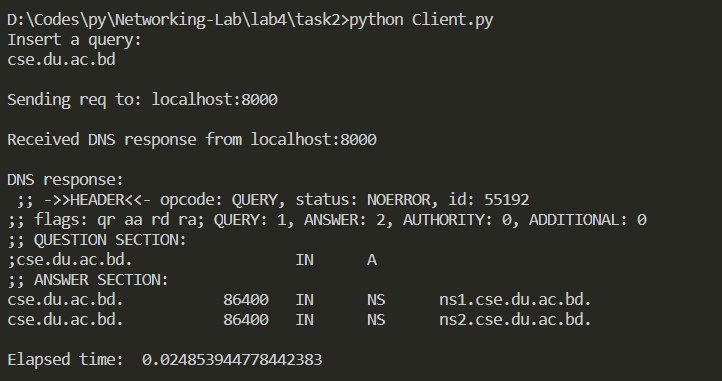 D:\Codes\py\Networking-Lab\lab4\task2>python Client.py
Insert a query:
cse.du.ac.bd
Sending req to: localhost:8000
Received DNS response from localhost:8000
DNS response:
;; ->>HEADER<<- opcode: QUERY, status: NOERROR, id: 55192
;; flags: qr aa rd ra; QUERY: 1, ANSWER: 2, AUTHORITY: 0, ADDITIONAL: 0
;; QUESTION SECTION:
;cse.du.ac.bd. IN A
;; ANSWER SECTION:
cse.du.ac.bd. 86400 IN NS ns1.cse.du.ac.bd.
cse.du.ac.bd. 86400 IN NS ns2.cse.du.ac.bd.
Elapsed time: 0.024853944778442383